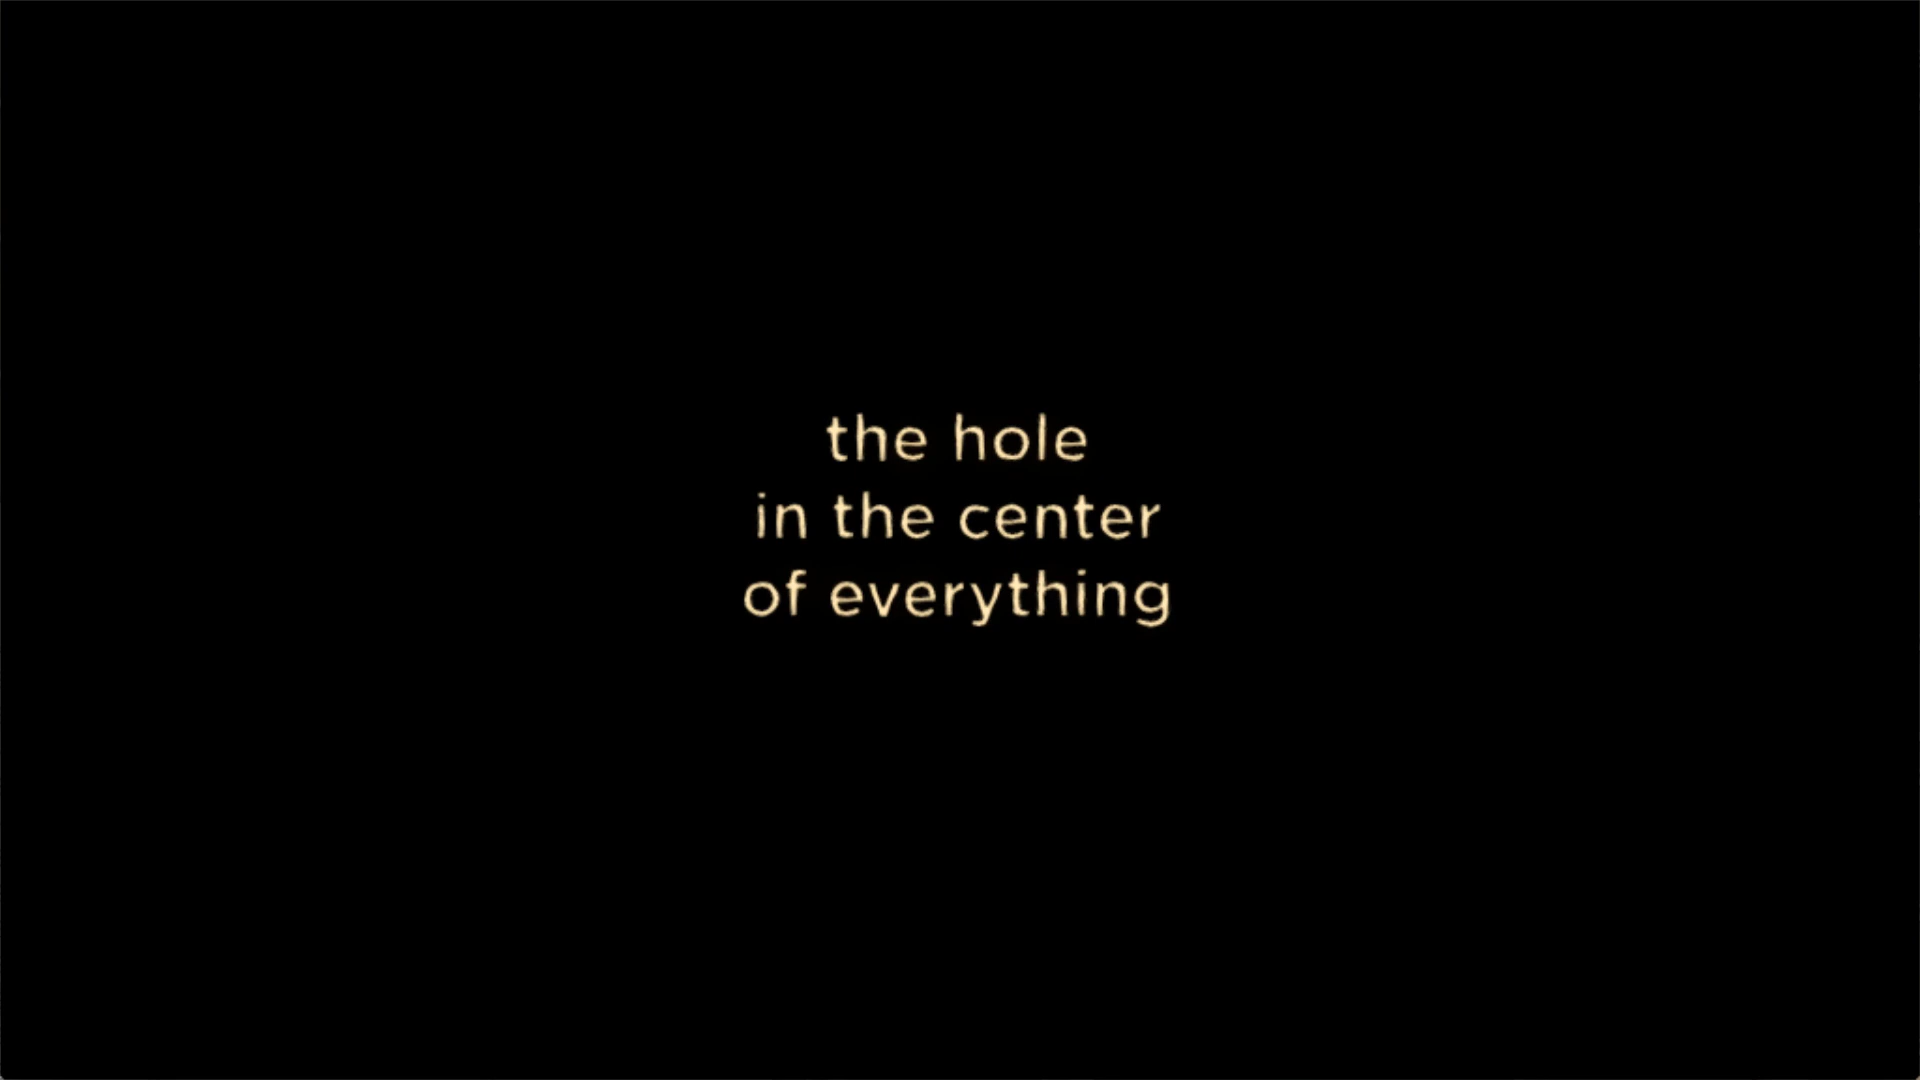 the hole
in the center
of everything